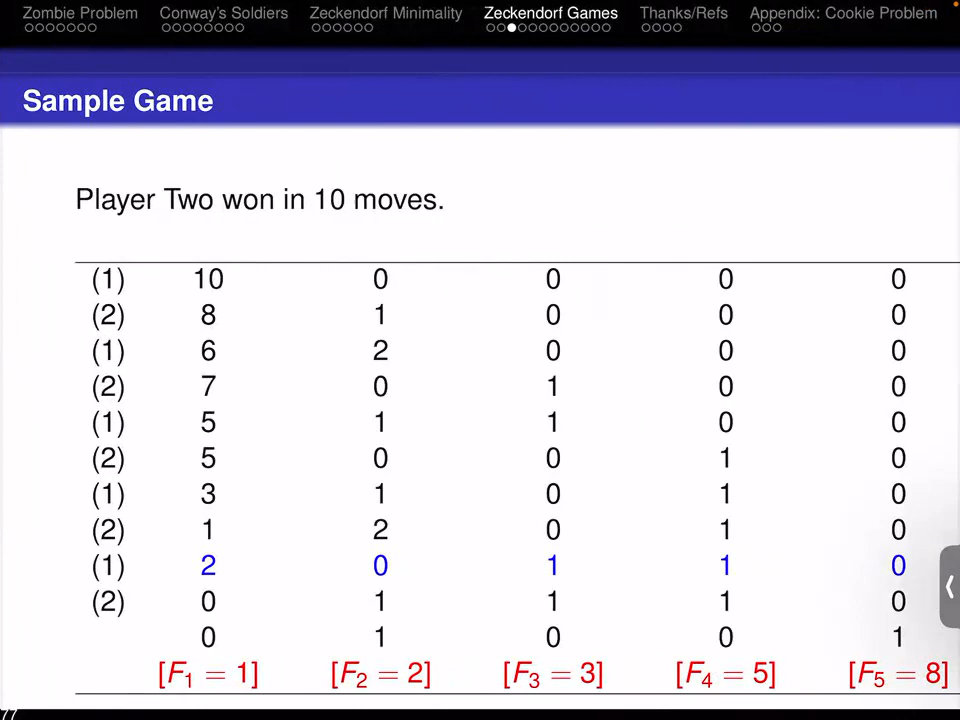 Zombie Problem Conway's Soldiers Zeckendorf Minimality Zeckendorf Games Thanks/Refs Appendix: Cookie Problem
Sample Game
Player Two won in 10 moves.
(1) 10 0 0 0 0
(2) 8 1 0 0 0
(1) 6 2 0 0 0
(2) 7 0 1 0 0
(1) 5 1 1 0 0
(2) 5 0 0 1 0
(1) 3 1 0 1 0
(2) 1 2 0 1 0
(1) 2 0 1 1 0
(2) 0 1 1 1 0
0 1 0 0 1
[F₁ = 1] [F₂ = 2] [F₃ = 3] [F₄ = 5] [F₅ = 8]
77